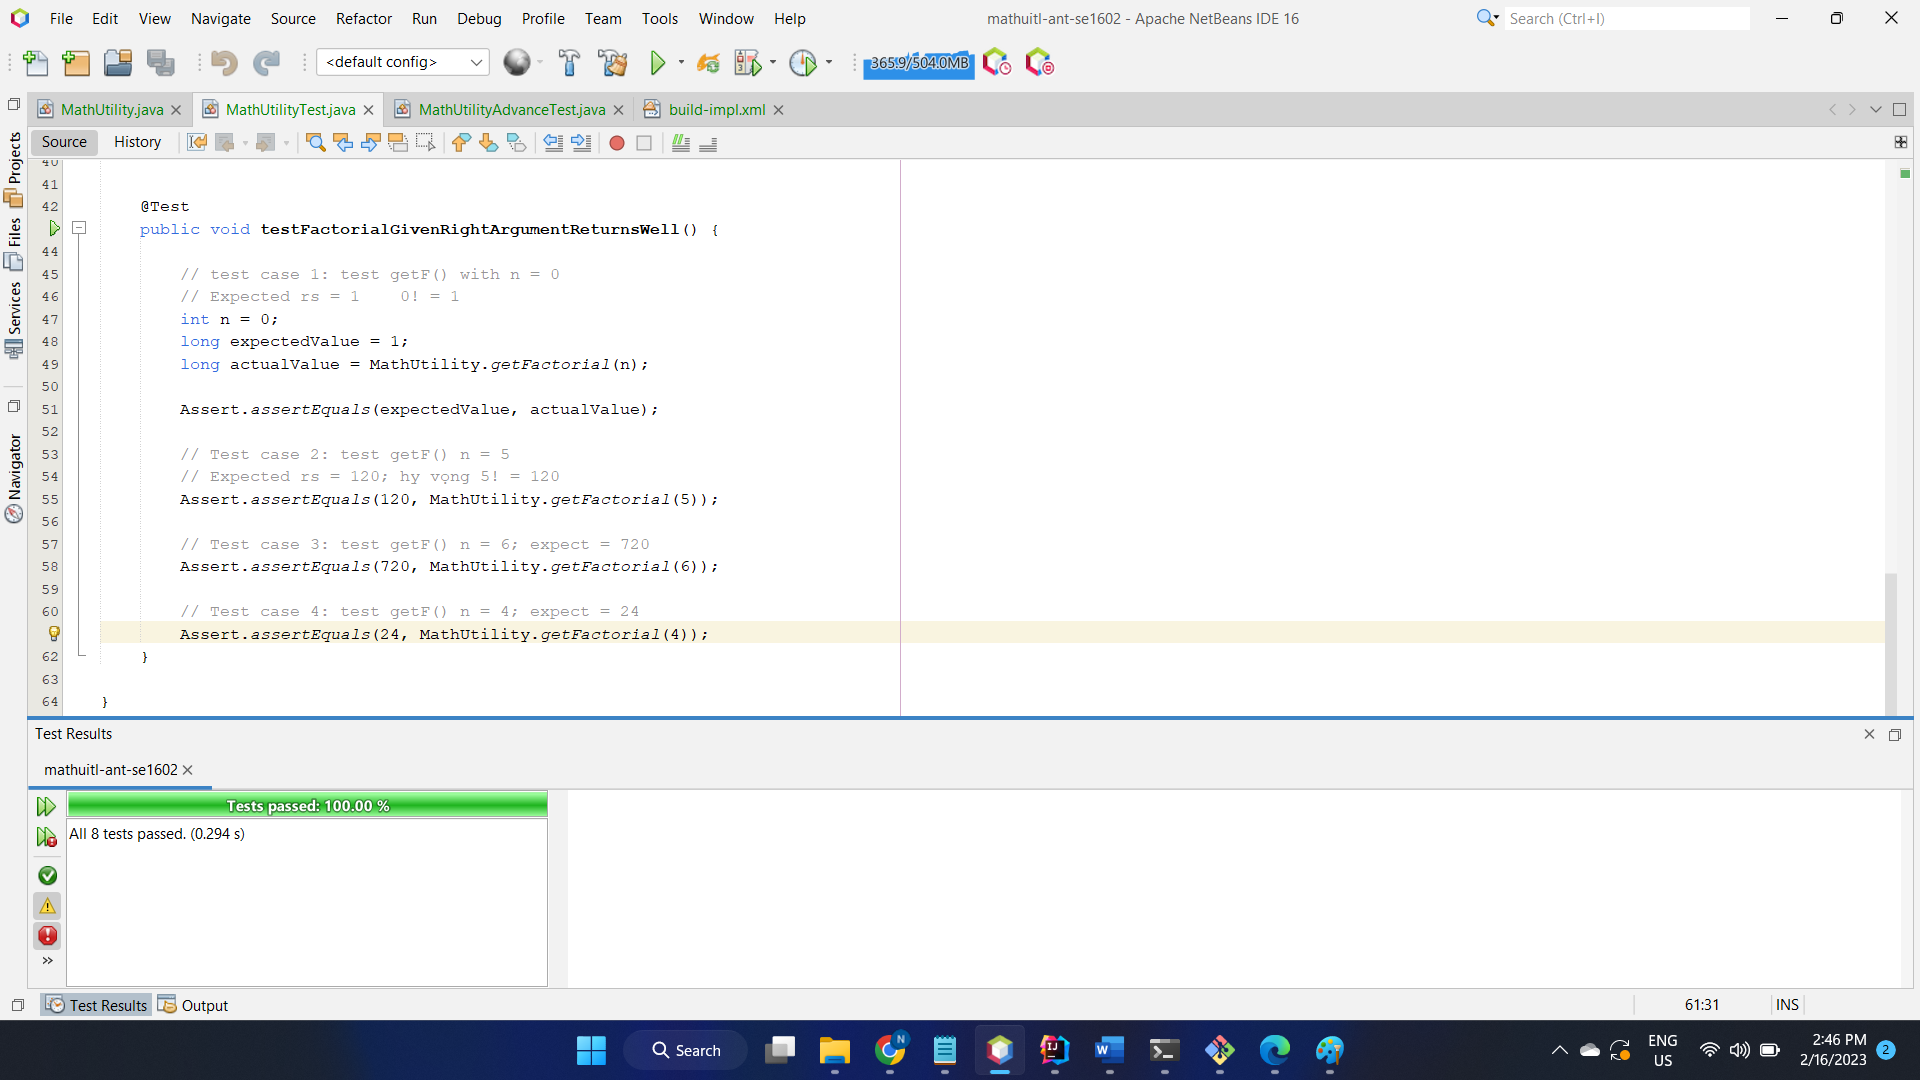 File Edit View Navigate Source Refactor Run Debug Profile Team Tools Window Help mathuitl-ant-se1602 - Apache NetBeans IDE 16 Search (Ctrl+I)
<default config> 365.9/504.0MB
MathUtility.java MathUtilityTest.java MathUtilityAdvanceTest.java build-impl.xml
Source History
Projects
Files
Services
Navigator
40
41
42 @Test
public void testFactorialGivenRightArgumentReturnsWell() {
44
45 // test case 1: test getF() with n = 0
46 // Expected rs = 1    0! = 1
47 int n = 0;
48 long expectedValue = 1;
49 long actualValue = MathUtility.getFactorial(n);
50
51 Assert.assertEquals(expectedValue, actualValue);
52
53 // Test case 2: test getF() n = 5
54 // Expected rs = 120; hy vọng 5! = 120
55 Assert.assertEquals(120, MathUtility.getFactorial(5));
56
57 // Test case 3: test getF() n = 6; expect = 720
58 Assert.assertEquals(720, MathUtility.getFactorial(6));
59
60 // Test case 4: test getF() n = 4; expect = 24
Assert.assertEquals(24, MathUtility.getFactorial(4));
62 }
63
64 }
Test Results
mathuitl-ant-se1602
Tests passed: 100.00 %
All 8 tests passed. (0.294 s)
Test Results Output 61:31 INS
Search ENG US 2:46 PM 2/16/2023 2